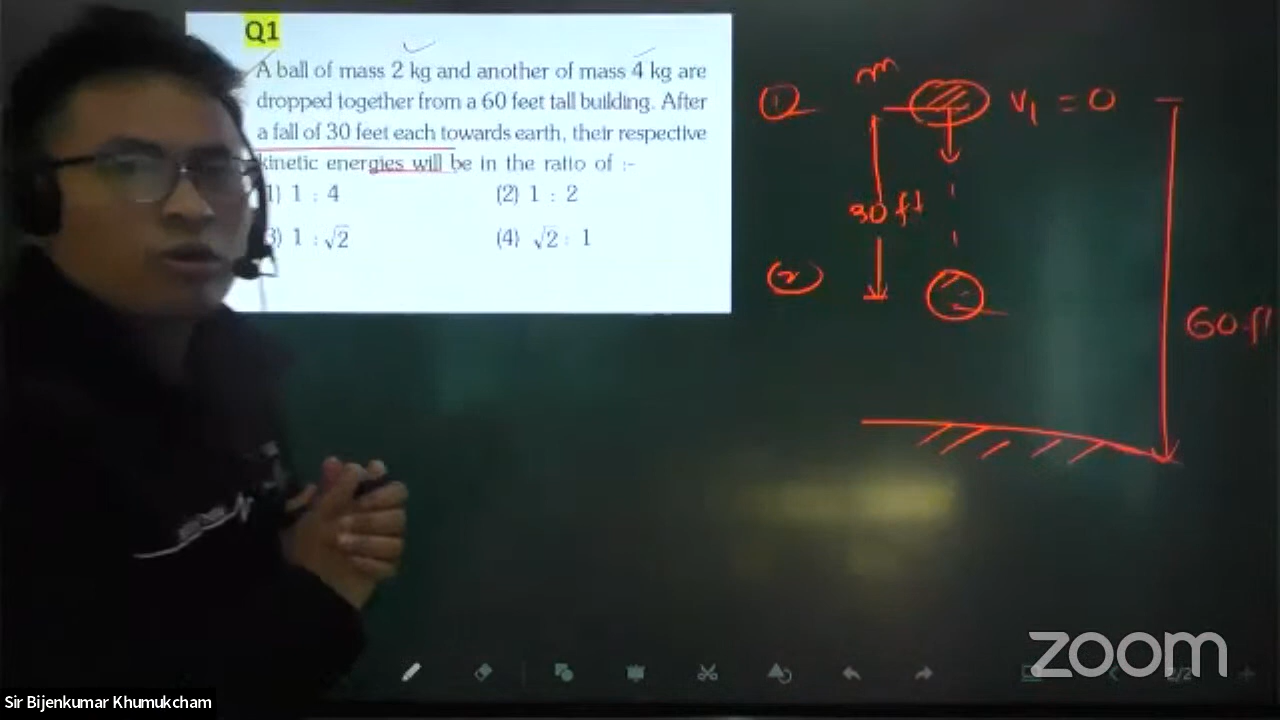 Q1
A ball of mass 2 kg and another of mass 4 kg are
dropped together from a 60 feet tall building. After
a fall of 30 feet each towards earth, their respective
kinetic energies will be in the ratio of :-
1) 1 : 4
(2) 1 : 2
3) 1 : √2
(4) √2 : 1
m
1
V₁ = 0
30 ft
2
60 ft
zoom
2/2
Sir Bijenkumar Khumukcham